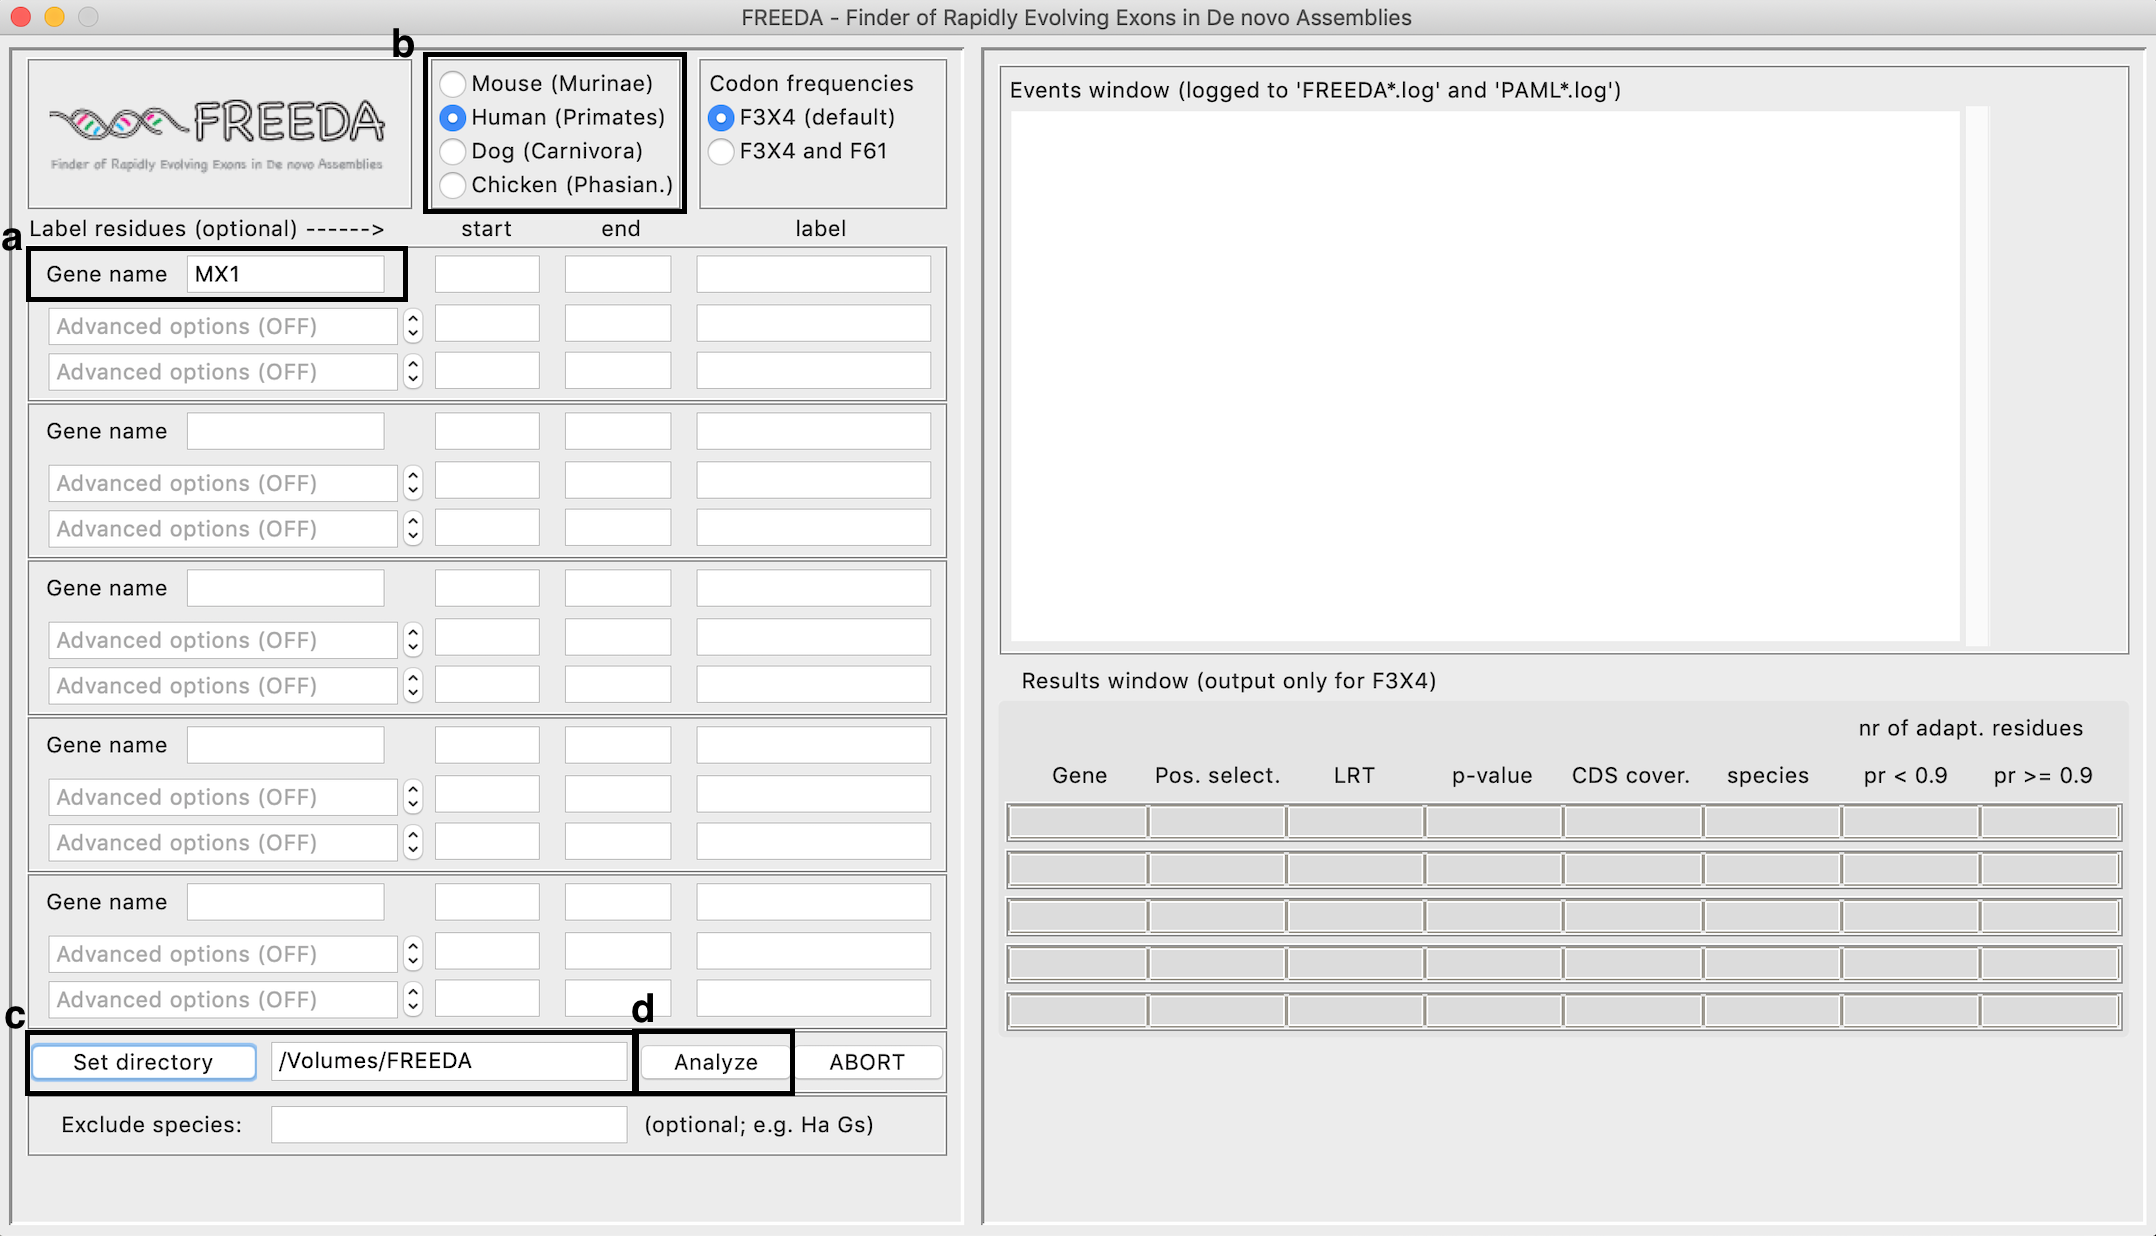 FREEDA - Finder of Rapidly Evolving Exons in De novo Assemblies
b
FREEDA
Finder of Rapidly Evolving Exons in De novo Assemblies
Mouse (Murinae)
Human (Primates)
Dog (Carnivora)
Chicken (Phasian.)
Codon frequencies
F3X4 (default)
F3X4 and F61
a
Label residues (optional) ------> start end label
Gene name MX1
Advanced options (OFF)
Advanced options (OFF)
Gene name
Advanced options (OFF)
Advanced options (OFF)
Gene name
Advanced options (OFF)
Advanced options (OFF)
Gene name
Advanced options (OFF)
Advanced options (OFF)
Gene name
Advanced options (OFF)
Advanced options (OFF)
c
d
Set directory /Volumes/FREEDA Analyze ABORT
Exclude species: (optional; e.g. Ha Gs)
Events window (logged to 'FREEDA*.log' and 'PAML*.log')
Results window (output only for F3X4)
nr of adapt. residues
Gene Pos. select. LRT p-value CDS cover. species pr < 0.9 pr >= 0.9